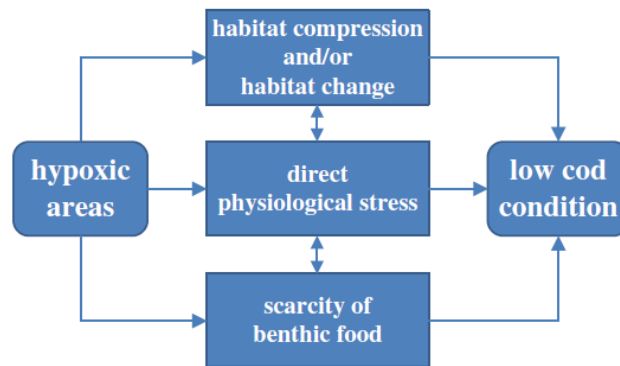 habitat compression
and/or
habitat change
hypoxic
areas
direct
physiological stress
low cod
condition
scarcity of
benthic food